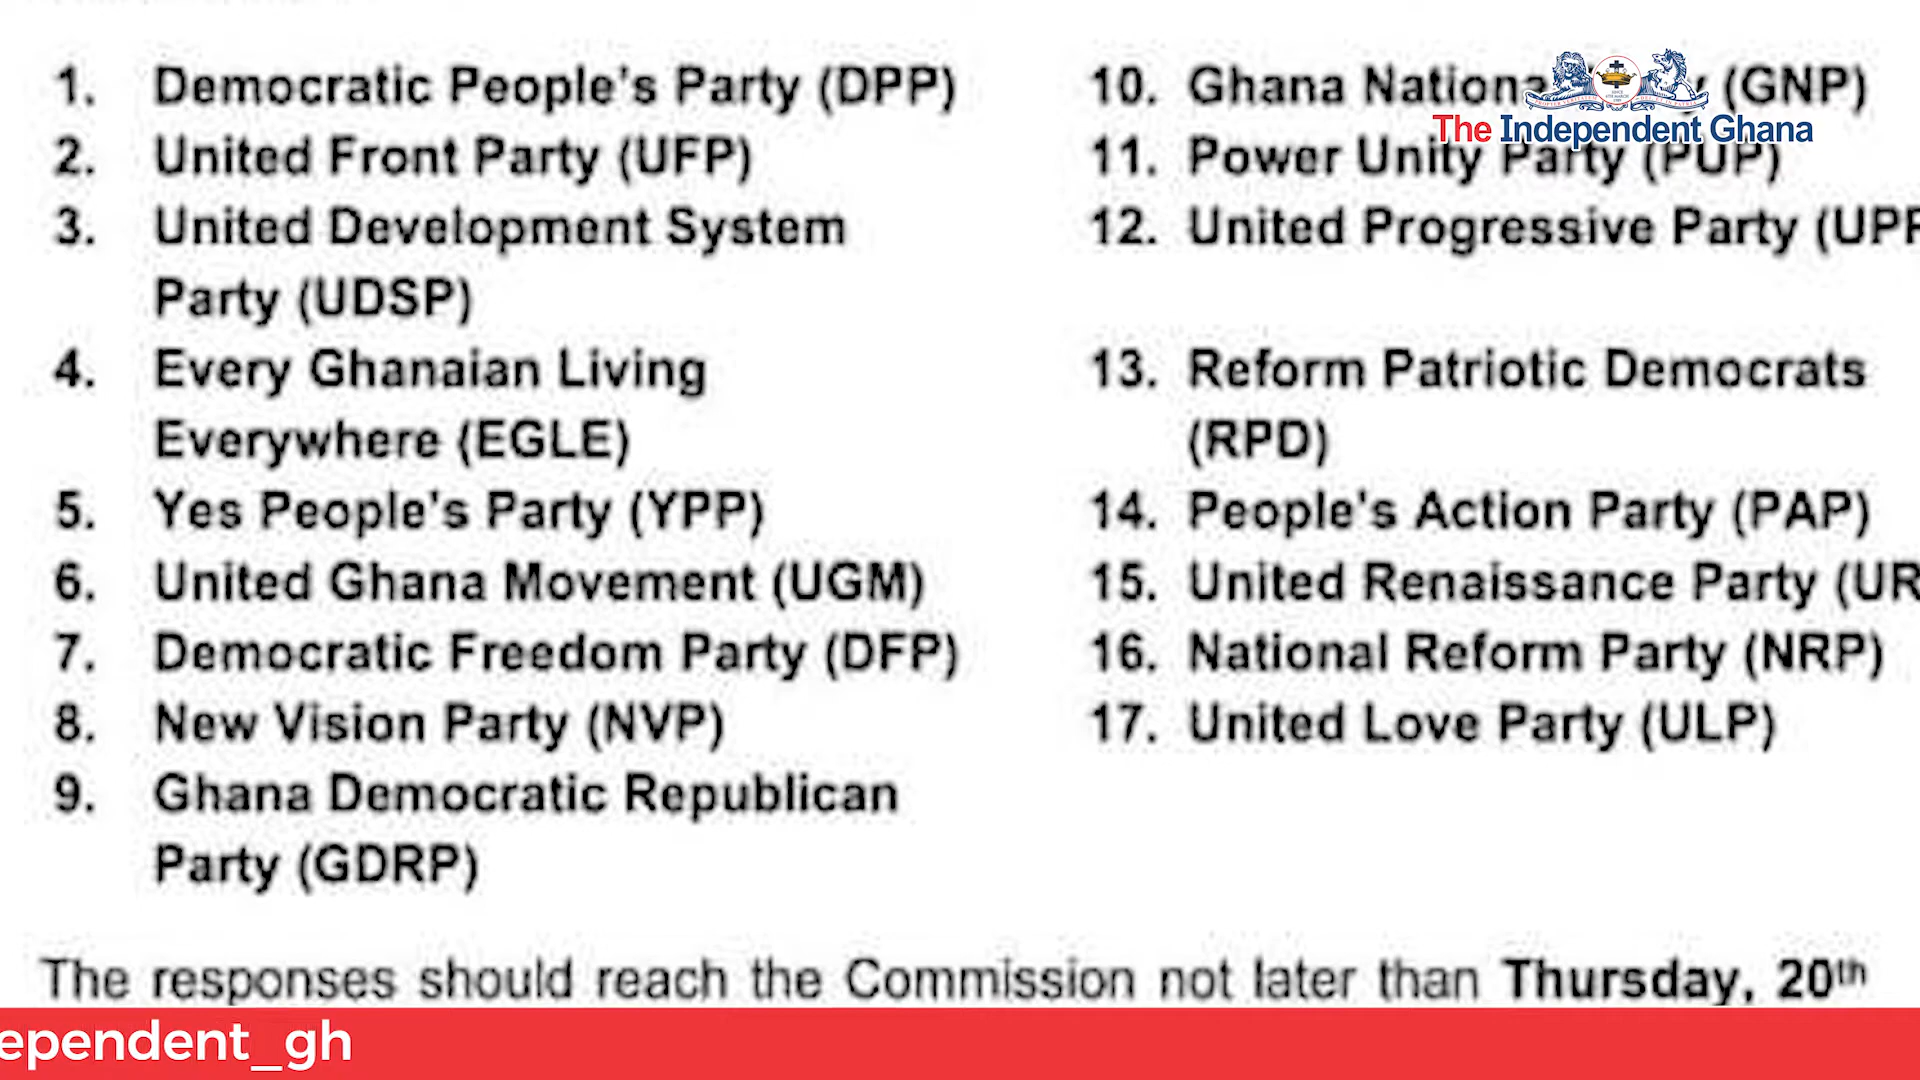 1. Democratic People's Party (DPP)
2. United Front Party (UFP)
3. United Development System
Party (UDSP)
4. Every Ghanaian Living
Everywhere (EGLE)
5. Yes People's Party (YPP)
6. United Ghana Movement (UGM)
7. Democratic Freedom Party (DFP)
8. New Vision Party (NVP)
9. Ghana Democratic Republican
Party (GDRP)
10. Ghana Nationa y (GNP)
11. Power Unity Party (PUP)
12. United Progressive Party (UPP
13. Reform Patriotic Democrats
(RPD)
14. People's Action Party (PAP)
15. United Renaissance Party (UR
16. National Reform Party (NRP)
17. United Love Party (ULP)
The responses should reach the Commission not later than Thursday, 20th
The Independent Ghana
ependent_gh